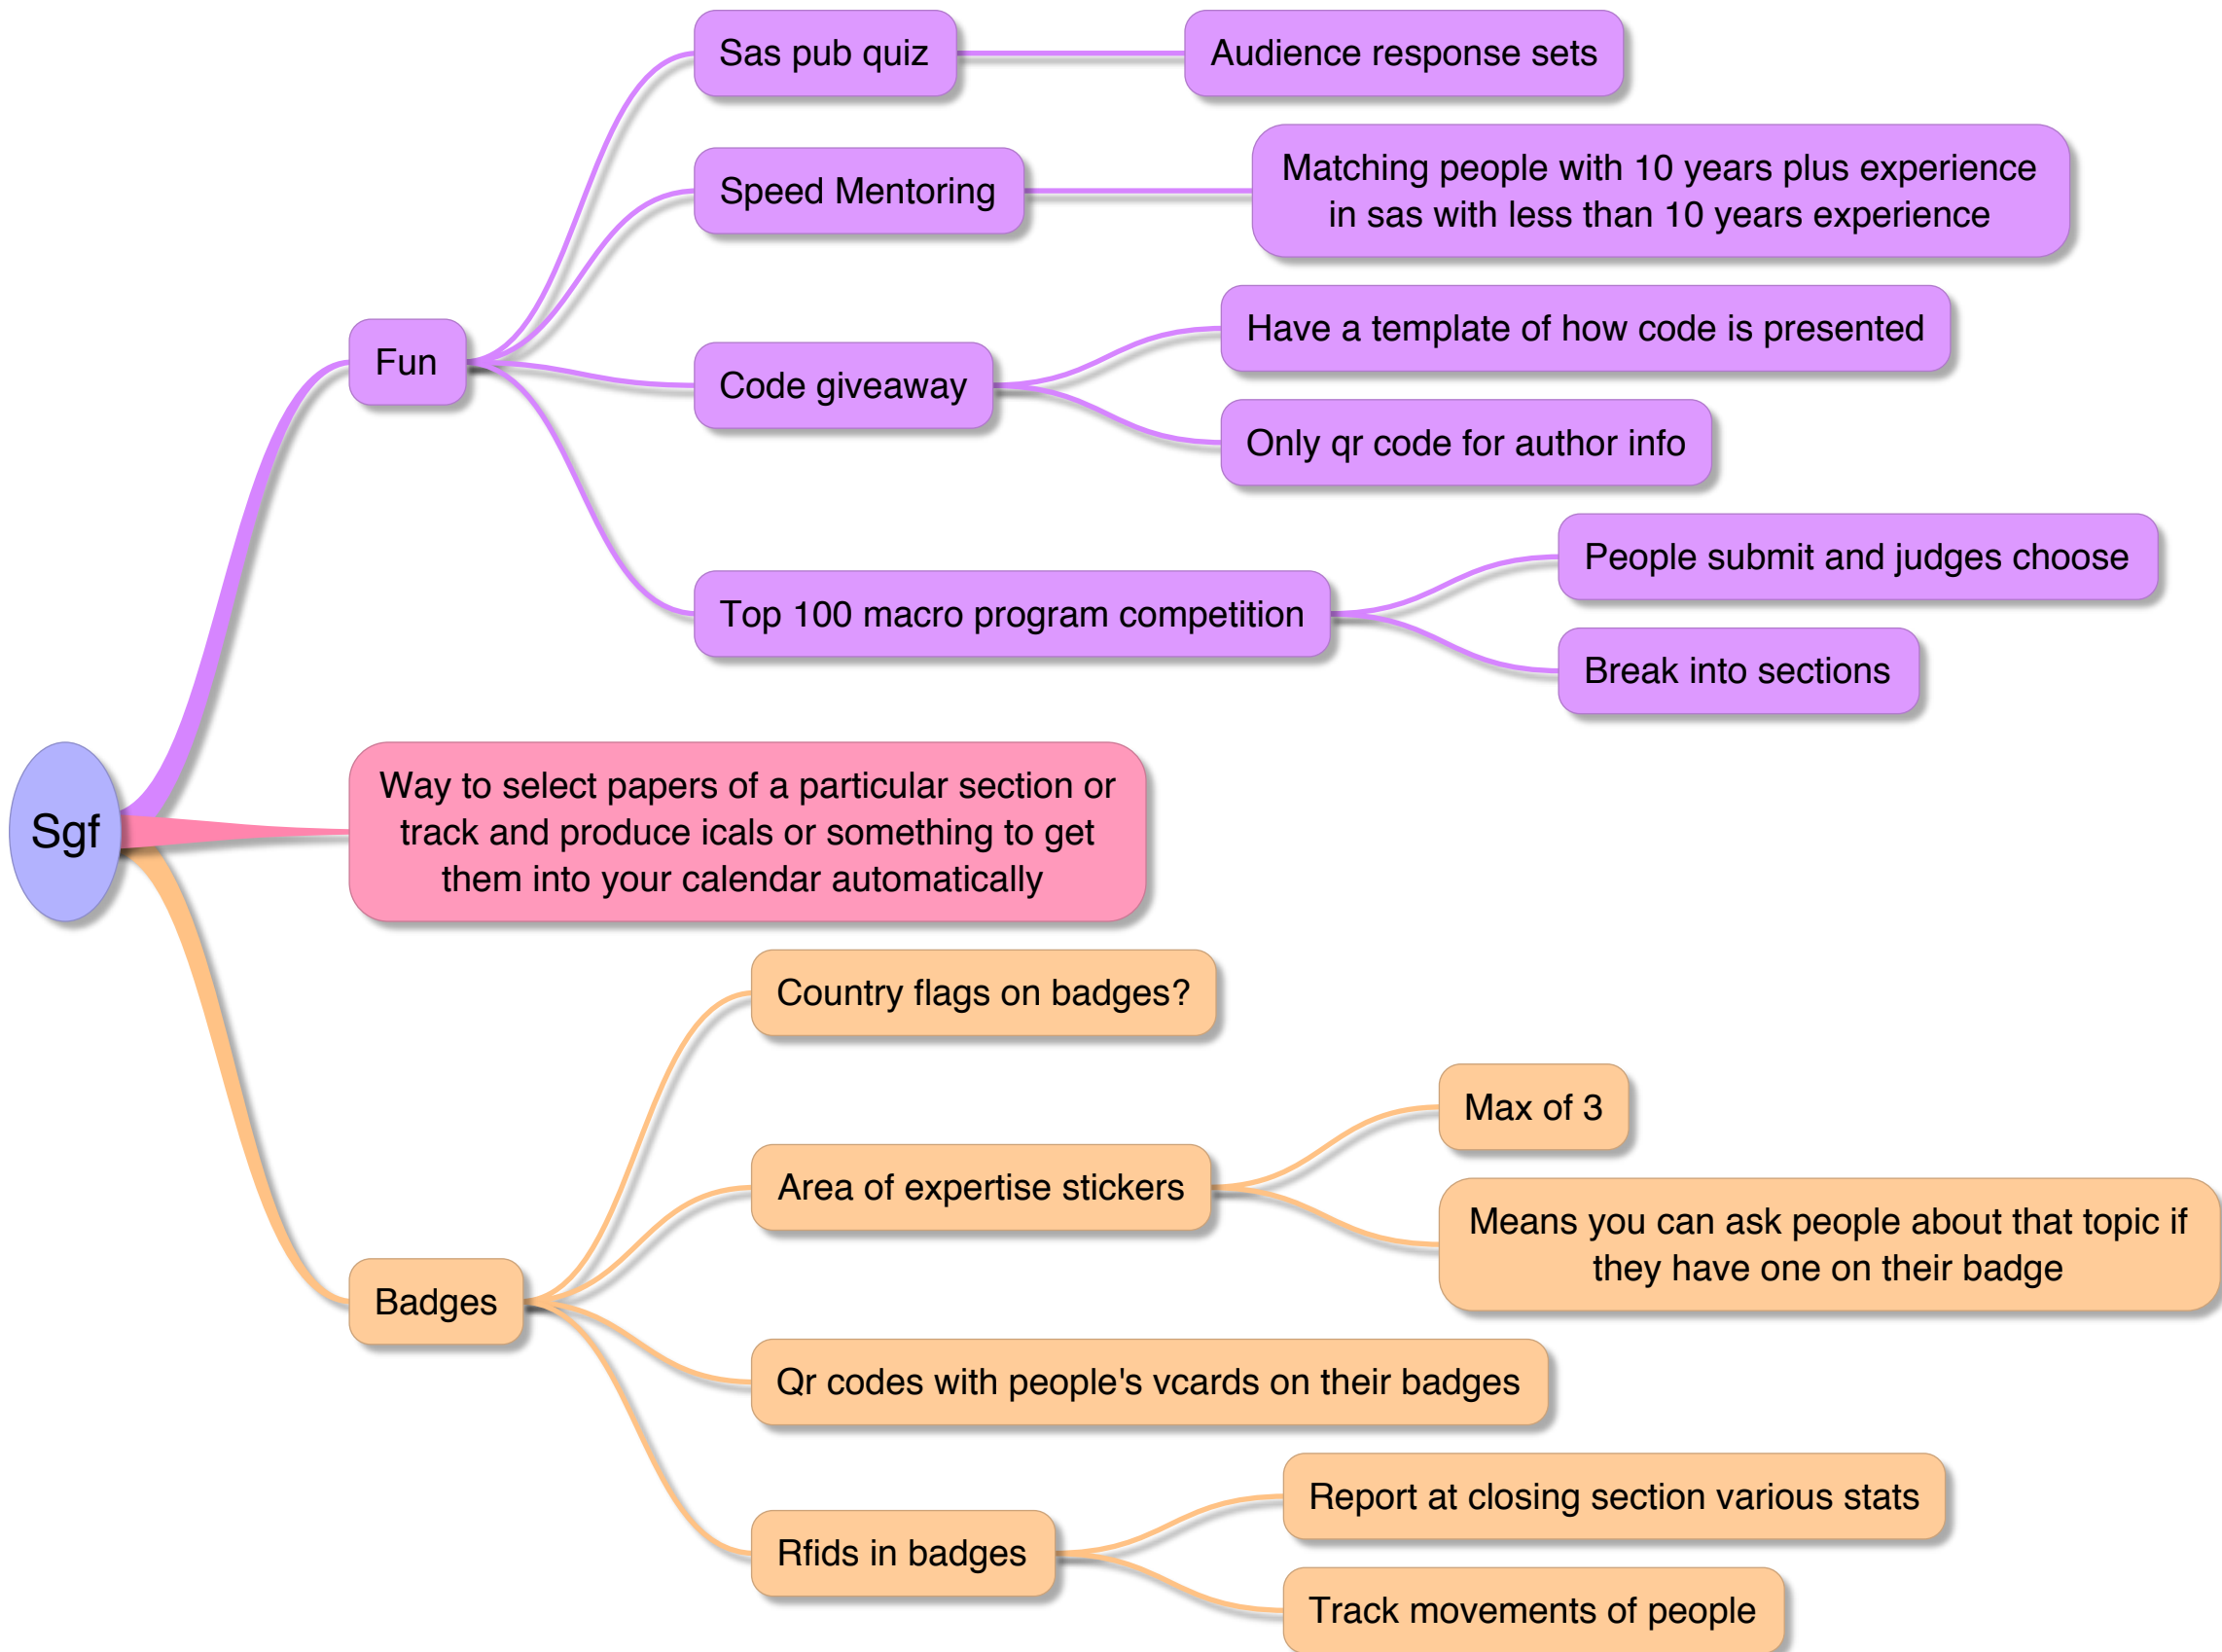 Sas pub quiz
Audience response sets
Speed Mentoring
Matching people with 10 years plus experience
in sas with less than 10 years experience
Fun
Code giveaway
Have a template of how code is presented
Only qr code for author info
Top 100 macro program competition
People submit and judges choose
Break into sections
Sgf
Way to select papers of a particular section or
track and produce icals or something to get
them into your calendar automatically
Country flags on badges?
Area of expertise stickers
Max of 3
Means you can ask people about that topic if
they have one on their badge
Badges
Qr codes with people's vcards on their badges
Rfids in badges
Report at closing section various stats
Track movements of people